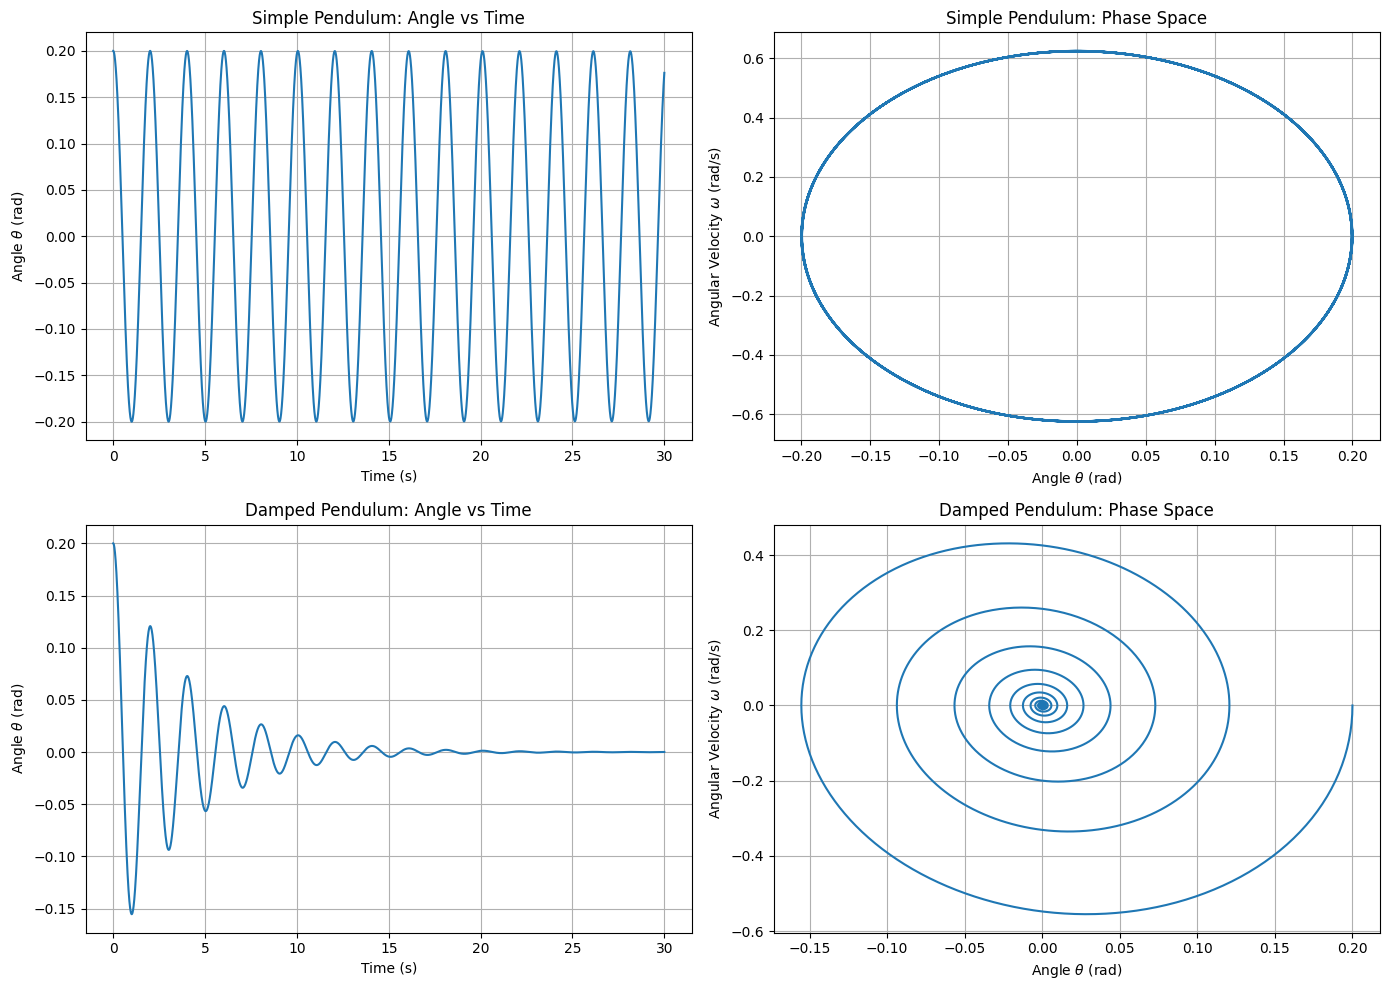 Simple Pendulum: Angle vs Time
Angle θ (rad)
0.20
0.15
0.10
0.05
0.00
−0.05
−0.10
−0.15
−0.20
0 5 10 15 20 25 30
Time (s)
Simple Pendulum: Phase Space
Angular Velocity ω (rad/s)
0.6
0.4
0.2
0.0
−0.2
−0.4
−0.6
−0.20 −0.15 −0.10 −0.05 0.00 0.05 0.10 0.15 0.20
Angle θ (rad)
Damped Pendulum: Angle vs Time
Angle θ (rad)
0.20
0.15
0.10
0.05
0.00
−0.05
−0.10
−0.15
0 5 10 15 20 25 30
Time (s)
Damped Pendulum: Phase Space
Angular Velocity ω (rad/s)
0.4
0.2
0.0
−0.2
−0.4
−0.6
−0.15 −0.10 −0.05 0.00 0.05 0.10 0.15 0.20
Angle θ (rad)